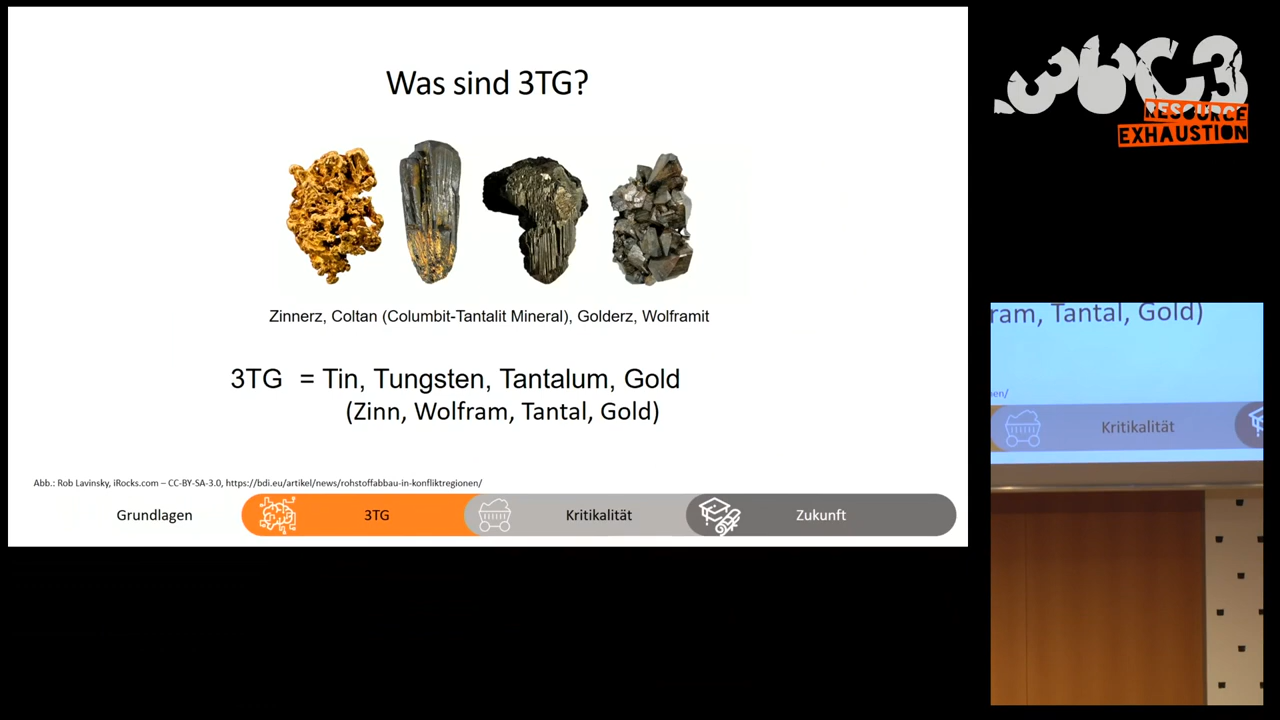 Was sind 3TG?
Zinnerz, Coltan (Columbit-Tantalit Mineral), Golderz, Wolframit
3TG = Tin, Tungsten, Tantalum, Gold
(Zinn, Wolfram, Tantal, Gold)
Abb.: Rob Lavinsky, iRocks.com – CC-BY-SA-3.0, https://bdi.eu/artikel/news/rohstoffabbau-in-konfliktregionen/
Grundlagen
3TG
Kritikalität
Zukunft
36C3
RESOURCE
EXHAUSTION
ram, Tantal, Gold)
en/
Kritikalität